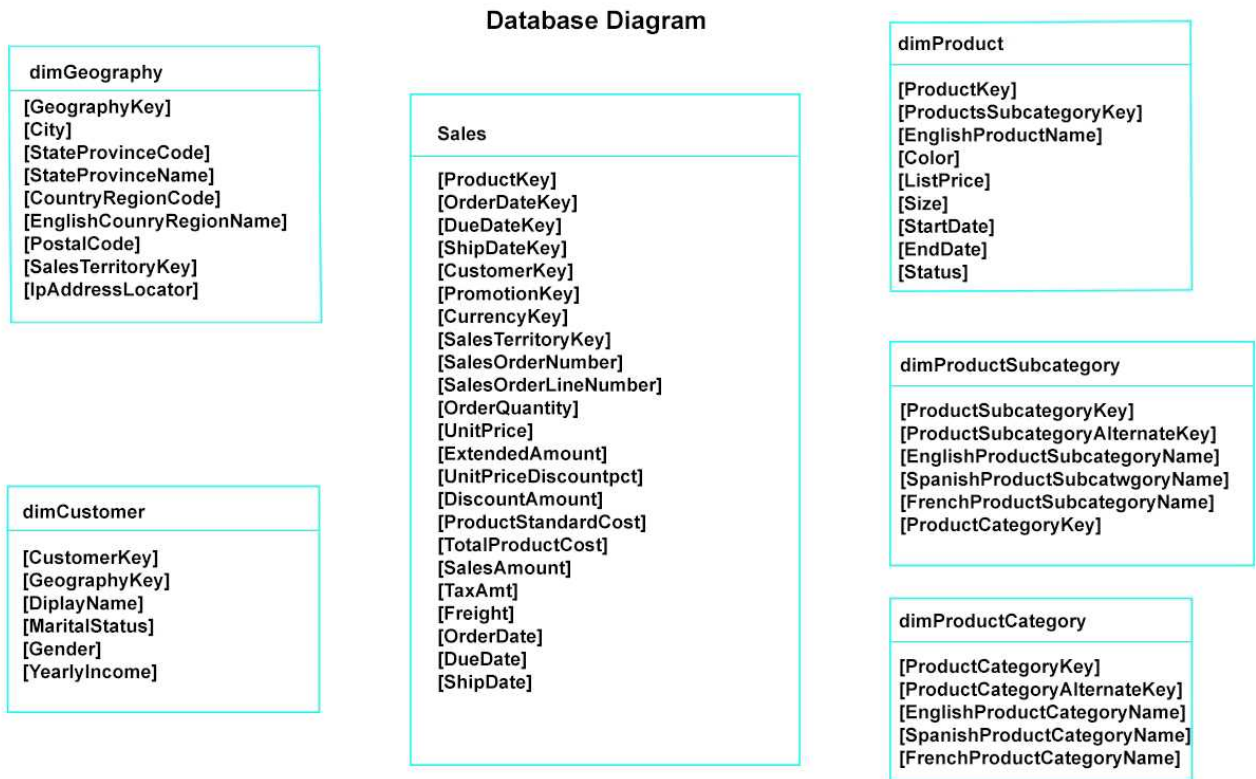 Database Diagram
dimGeography
[GeographyKey]
[City]
[StateProvinceCode]
[StateProvinceName]
[CountryRegionCode]
[EnglishCounryRegionName]
[PostalCode]
[SalesTerritoryKey]
[IpAddressLocator]
dimCustomer
[CustomerKey]
[GeographyKey]
[DiplayName]
[MaritalStatus]
[Gender]
[YearlyIncome]
Sales
[ProductKey]
[OrderDateKey]
[DueDateKey]
[ShipDateKey]
[CustomerKey]
[PromotionKey]
[CurrencyKey]
[SalesTerritoryKey]
[SalesOrderNumber]
[SalesOrderLineNumber]
[OrderQuantity]
[UnitPrice]
[ExtendedAmount]
[UnitPriceDiscountpct]
[DiscountAmount]
[ProductStandardCost]
[TotalProductCost]
[SalesAmount]
[TaxAmt]
[Freight]
[OrderDate]
[DueDate]
[ShipDate]
dimProduct
[ProductKey]
[ProductsSubcategoryKey]
[EnglishProductName]
[Color]
[ListPrice]
[Size]
[StartDate]
[EndDate]
[Status]
dimProductSubcategory
[ProductSubcategoryKey]
[ProductSubcategoryAlternateKey]
[EnglishProductSubcategoryName]
[SpanishProductSubcatwgoryName]
[FrenchProductSubcategoryName]
[ProductCategoryKey]
dimProductCategory
[ProductCategoryKey]
[ProductCategoryAlternateKey]
[EnglishProductCategoryName]
[SpanishProductCategoryName]
[FrenchProductCategoryName]